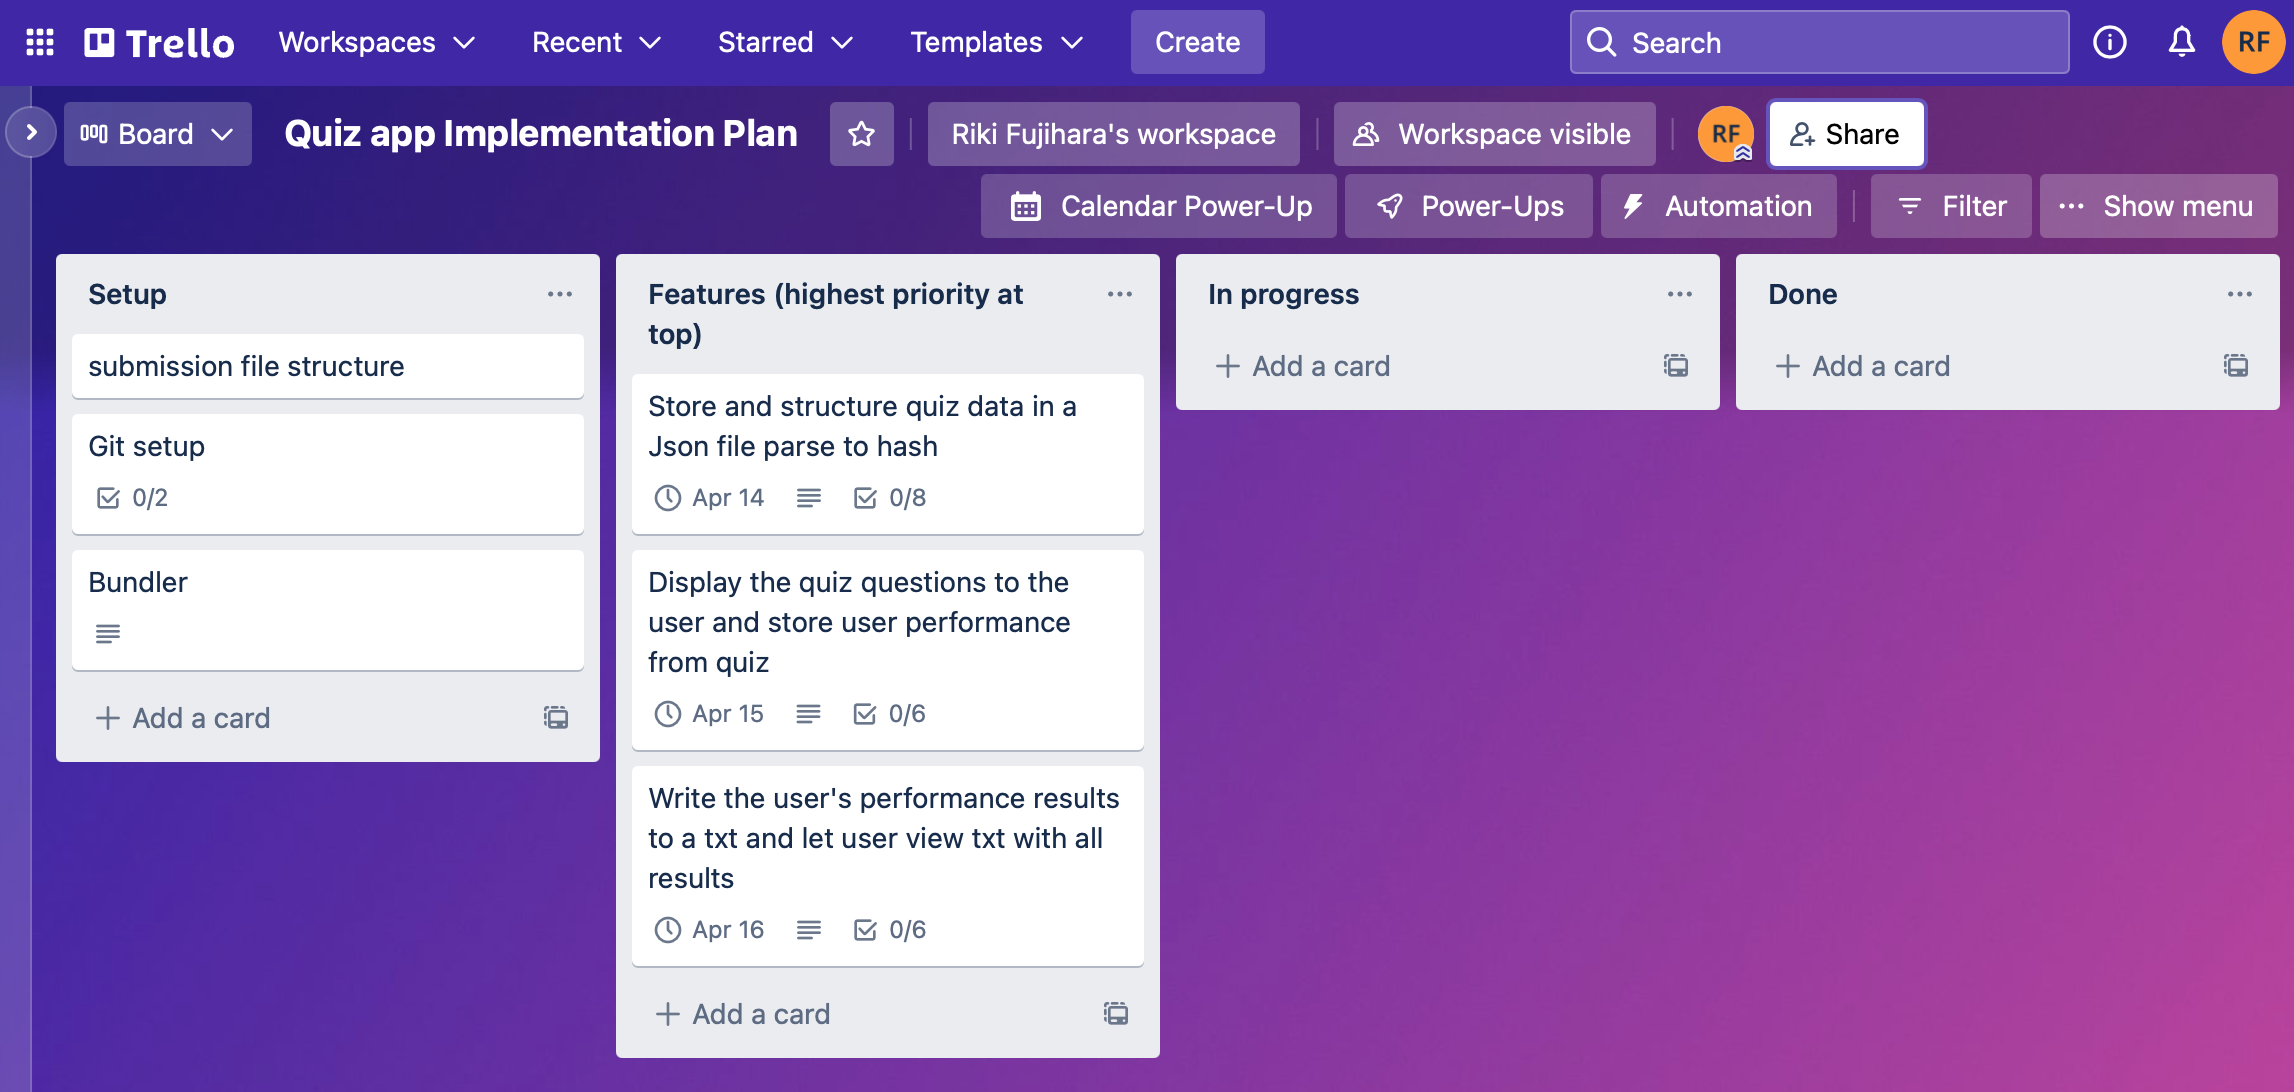 Trello
Workspaces
Recent
Starred
Templates
Create
Search
RF
Board
Quiz app Implementation Plan
Riki Fujihara's workspace
Workspace visible
RF
Share
Calendar Power-Up
Power-Ups
Automation
Filter
Show menu
Setup
submission file structure
Git setup
0/2
Bundler
Add a card
Features (highest priority at
top)
Store and structure quiz data in a
Json file parse to hash
Apr 14
0/8
Display the quiz questions to the
user and store user performance
from quiz
Apr 15
0/6
Write the user's performance results
to a txt and let user view txt with all
results
Apr 16
0/6
Add a card
In progress
Add a card
Done
Add a card